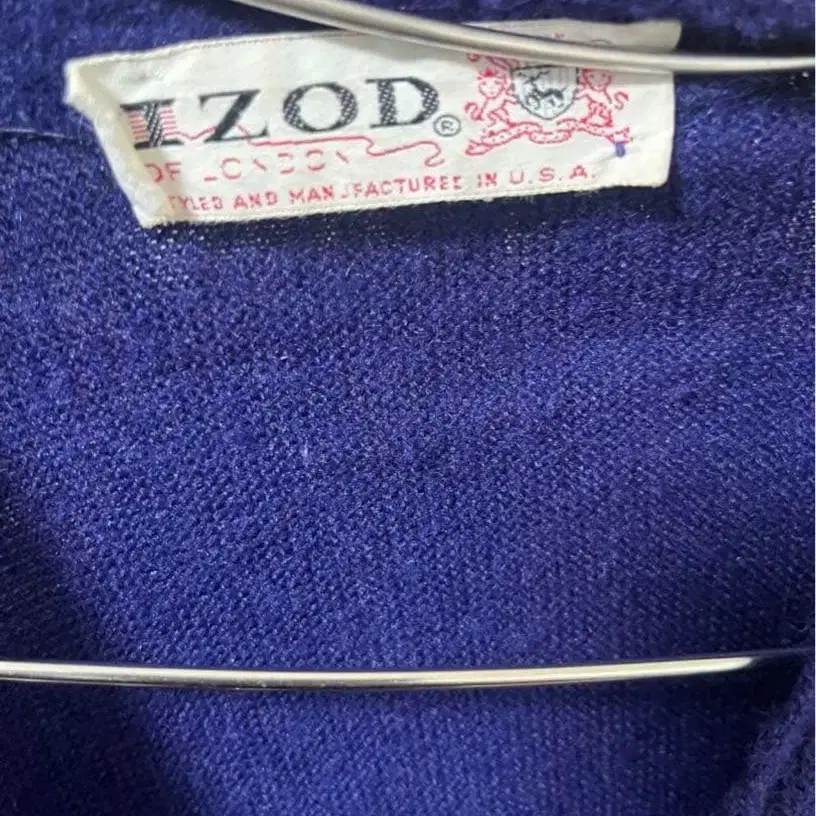 IZOD®
OF LONDON
STYLED AND MANUFACTURED IN U.S.A.